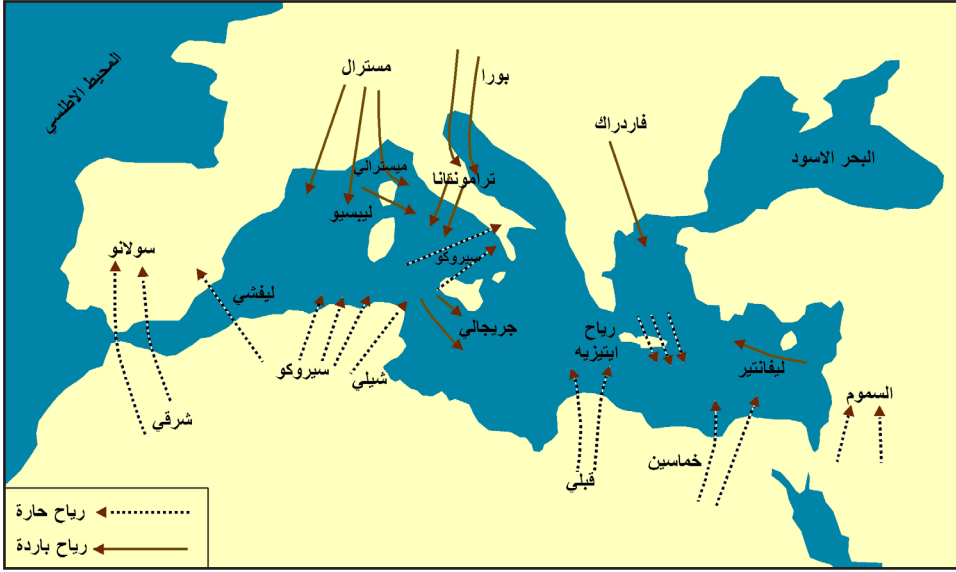 المحيط الاطلسي
مسترال
بورا
فاردراك
البحر الاسود
ميسترالي
ترامونتانا
ليبسيو
سولانو
سيروكو
ليفشي
جريجالي
رياح
ايتيزيه
ليفانتير
سيروكو
شيلي
السموم
شرقي
خماسين
قبلي
رياح حارة
رياح باردة